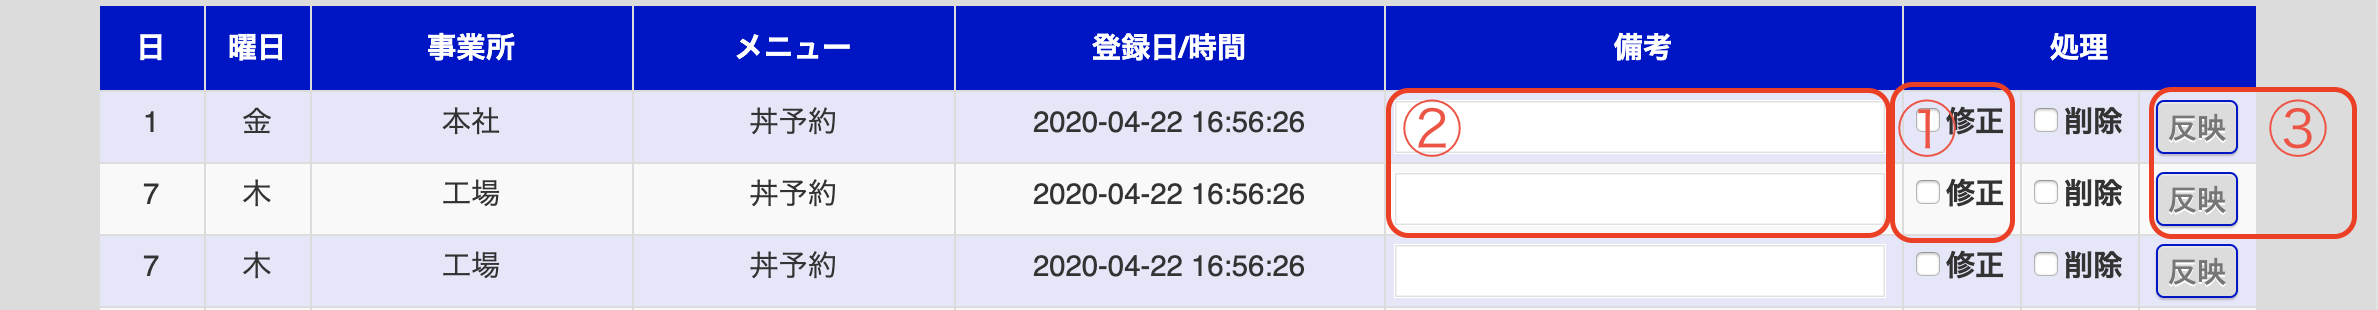 日 曜日 事業所 メニュー 登録日/時間 備考 処理
1 金 本社 丼予約 2020-04-22 16:56:26 ② ① 修正 削除 反映 ③
7 木 工場 丼予約 2020-04-22 16:56:26 修正 削除 反映
7 木 工場 丼予約 2020-04-22 16:56:26 修正 削除 反映